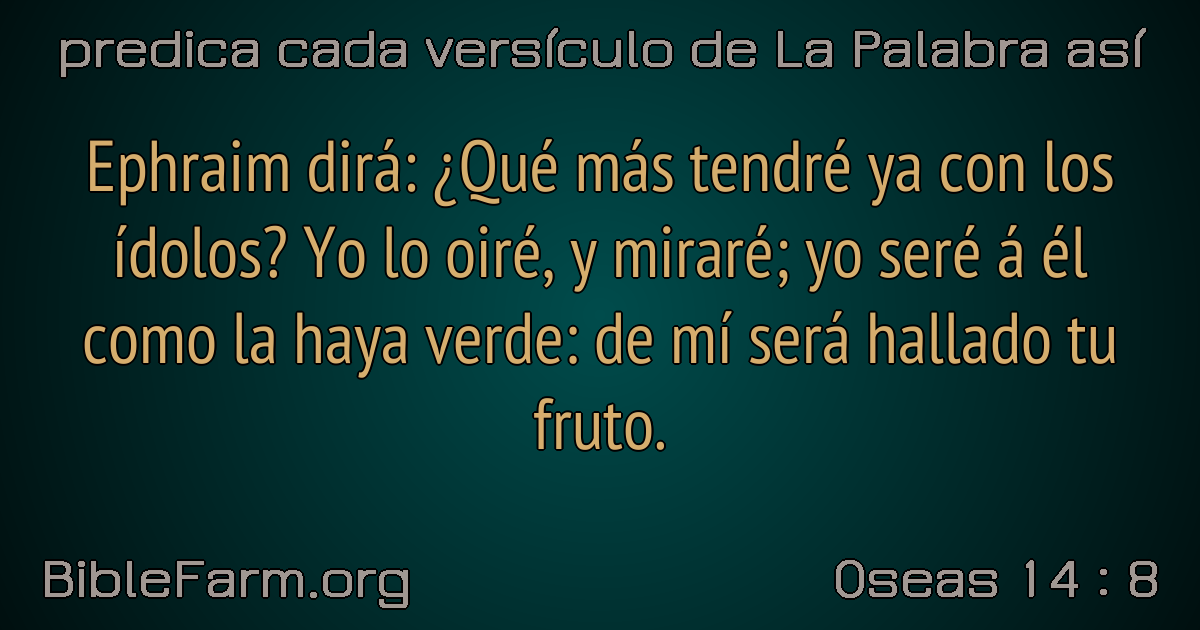 predica cada versículo de La Palabra así
Ephraim dirá: ¿Qué más tendré ya con los
ídolos? Yo lo oiré, y miraré; yo seré á él
como la haya verde: de mí será hallado tu
fruto.
BibleFarm.org
Oseas 14 : 8